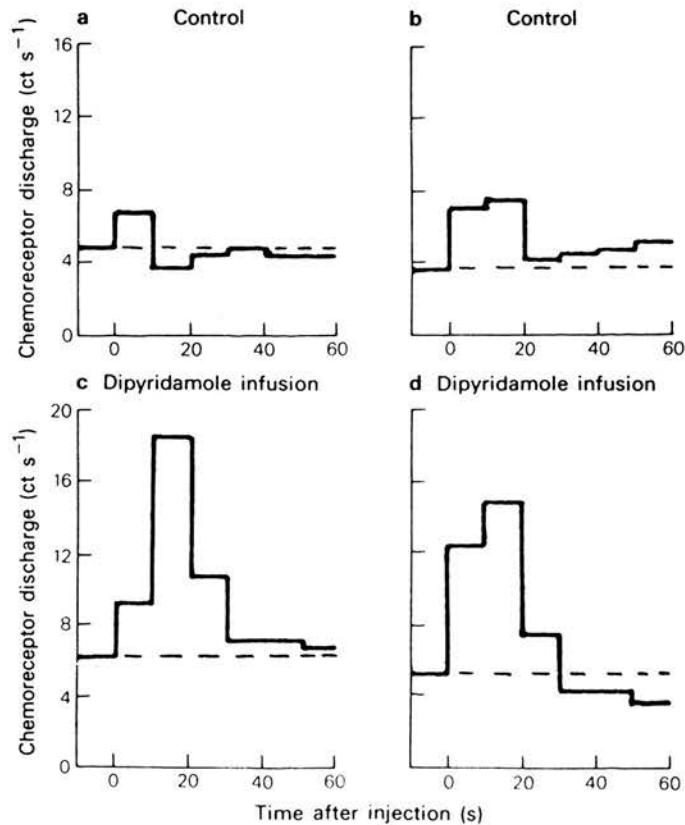 a Control
b Control
Chemoreceptor discharge (ct s⁻¹)
16
12
8
4
0
0 20 40 60
0 20 40 60
c Dipyridamole infusion
d Dipyridamole infusion
Chemoreceptor discharge (ct s⁻¹)
20
16
12
8
4
0
0 20 40 60
0 20 40 60
Time after injection (s)